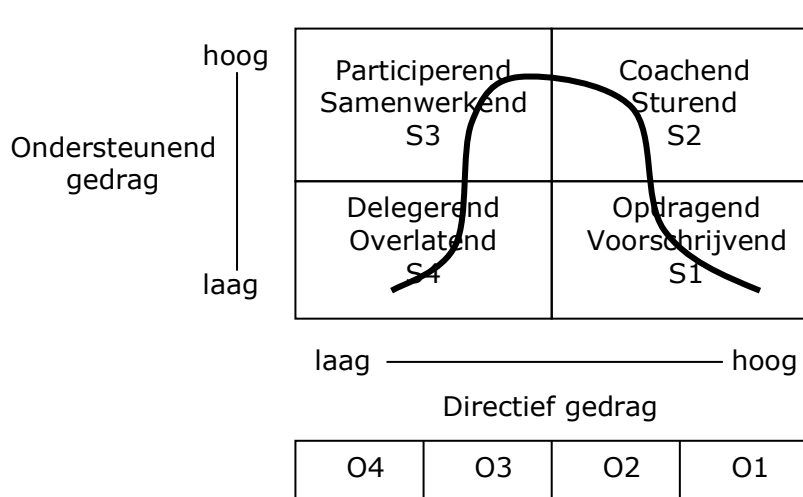 hoog
Participerend
Samenwerkend
S3
Coachend
Sturend
S2
Ondersteunend
gedrag
Delegerend
Overlatend
S4
Opdragend
Voorschrijvend
S1
laag
laag
hoog
Directief gedrag
O4
O3
O2
O1